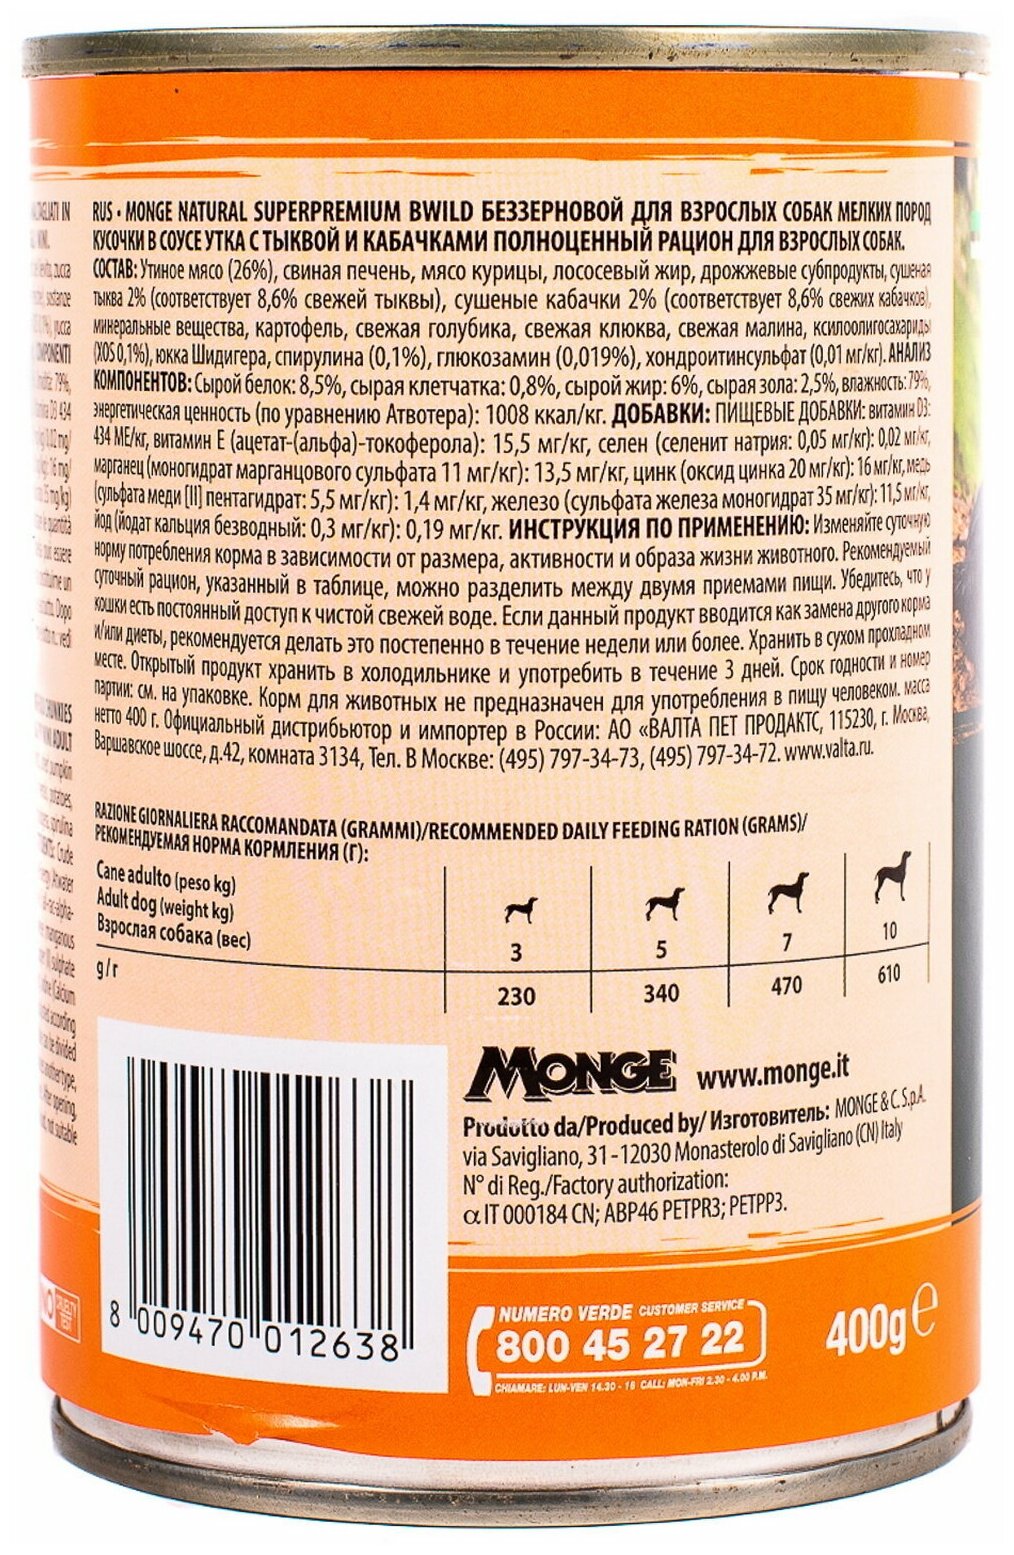 RUS • MONGE NATURAL SUPERPREMIUM BWILD БЕЗЗЕРНОВОЙ ДЛЯ ВЗРОСЛЫХ СОБАК МЕЛКИХ ПОРОД
КУСОЧКИ В СОУСЕ УТКА С ТЫКВОЙ И КАБАЧКАМИ ПОЛНОЦЕННЫЙ РАЦИОН ДЛЯ ВЗРОСЛЫХ СОБАК.
СОСТАВ: Утиное мясо (26%), свиная печень, мясо курицы, лососевый жир, дрожжевые субпродукты, сушеная
тыква 2% (соответствует 8,6% свежей тыквы), сушеные кабачки 2% (соответствует 8,6% свежих кабачков),
минеральные вещества, картофель, свежая голубика, свежая клюква, свежая малина, ксилоолигосахариды
(XOS 0,1%), юкка Шидигера, спирулина (0,1%), глюкозамин (0,019%), хондроитинсульфат (0,01 мг/кг). АНАЛИЗ
КОМПОНЕНТОВ: Сырой белок: 8,5%, сырая клетчатка: 0,8%, сырой жир: 6%, сырая зола: 2,5%, влажность: 79%,
энергетическая ценность (по уравнению Атвотера): 1008 ккал/кг. ДОБАВКИ: ПИЩЕВЫЕ ДОБАВКИ: витамин D3:
434 МЕ/кг, витамин Е (ацетат-(альфа)-токоферола): 15,5 мг/кг, селен (селенит натрия: 0,05 мг/кг): 0,02 мг/кг,
марганец (моногидрат марганцового сульфата 11 мг/кг): 13,5 мг/кг, цинк (оксид цинка 20 мг/кг): 16 мг/кг, медь
(сульфата меди [II] пентагидрат: 5,5 мг/кг): 1,4 мг/кг, железо (сульфата железа моногидрат 35 мг/кг): 11,5 мг/кг,
йод (йодат кальция безводный: 0,3 мг/кг): 0,19 мг/кг. ИНСТРУКЦИЯ ПО ПРИМЕНЕНИЮ: Изменяйте суточную
норму потребления корма в зависимости от размера, активности и образа жизни животного. Рекомендуемый
суточный рацион, указанный в таблице, можно разделить между двумя приемами пищи. Убедитесь, что у
кошки есть постоянный доступ к чистой свежей воде. Если данный продукт вводится как замена другого корма
и/или диеты, рекомендуется делать это постепенно в течение недели или более. Хранить в сухом прохладном
месте. Открытый продукт хранить в холодильнике и употребить в течение 3 дней. Срок годности и номер
партии: см. на упаковке. Корм для животных не предназначен для употребления в пищу человеком. масса
нетто 400 г. Официальный дистрибьютор и импортер в России: АО «ВАЛТА ПЕТ ПРОДАКТС, 115230, г. Москва,
Варшавское шоссе, д.42, комната 3134, Тел. В Москве: (495) 797-34-73, (495) 797-34-72. www.valta.ru.
RAZIONE GIORNALIERA RACCOMANDATA (GRAMMI)/RECOMMENDED DAILY FEEDING RATION (GRAMS)/
РЕКОМЕНДУЕМАЯ НОРМА КОРМЛЕНИЯ (Г):
Cane adulto (peso kg)
Adult dog (weight kg)
Взрослая собака (вес)
3 5 7 10
g/г 230 340 470 610
MONGE www.monge.it
Prodotto da/Produced by/ Изготовитель: MONGE & C. S.p.A.
via Savigliano, 31 - 12030 Monasterolo di Savigliano (CN) Italy
N° di Reg./Factory authorization:
α IT 000184 CN; ABP46 PETPR3; PETPP3.
8 009470 012638
NUMERO VERDE CUSTOMER SERVICE
800 45 27 22
CHIAMARE: LUN-VEN 14.30 - 16 CALL: MON-FRI 2.30 - 4.00 P.M.
400g ℮